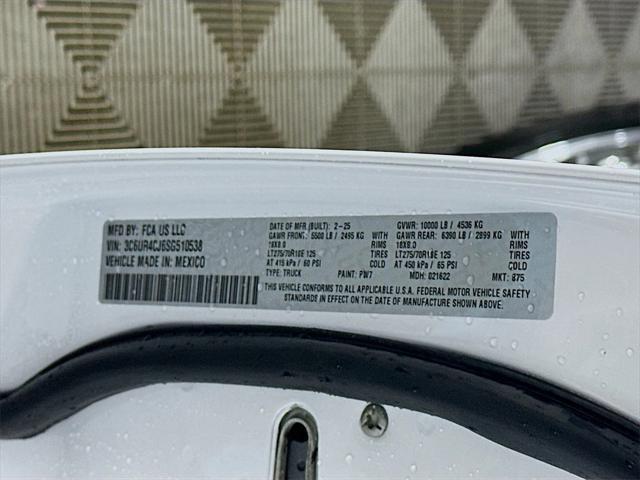 MFD BY: FCA US LLC
VIN: 3C6UR4CJ6SG510538
VEHICLE MADE IN: MEXICO
DATE OF MFR.(BUILT): 2-25
GAWR FRONT: 5500 LB / 2495 KG WITH
18X8.0 RIMS
LT275/70R18E 125 TIRES
AT 415 kPa / 60 PSI COLD
TYPE: TRUCK PAINT: PW7
GVWR: 10000 LB / 4536 KG
GAWR REAR: 6390 LB / 2899 KG WITH
18X8.0 RIMS
LT275/70R18E 125 TIRES
AT 450 kPa / 65 PSI COLD
MDH: 021622 MKT: 875
THIS VEHICLE CONFORMS TO ALL APPLICABLE U.S.A. FEDERAL MOTOR VEHICLE SAFETY
STANDARDS IN EFFECT ON THE DATE OF MANUFACTURE SHOWN ABOVE.